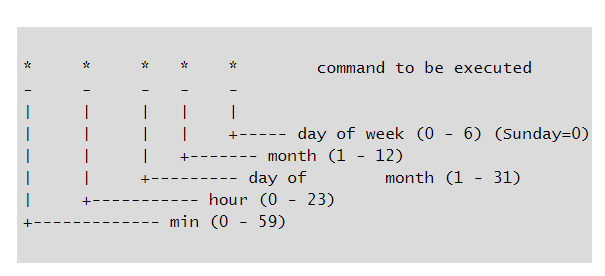 * * * * * command to be executed
- - - - -
| | | | |
| | | | +----- day of week (0 - 6) (Sunday=0)
| | | +------- month (1 - 12)
| | +--------- day of month (1 - 31)
| +----------- hour (0 - 23)
+------------- min (0 - 59)